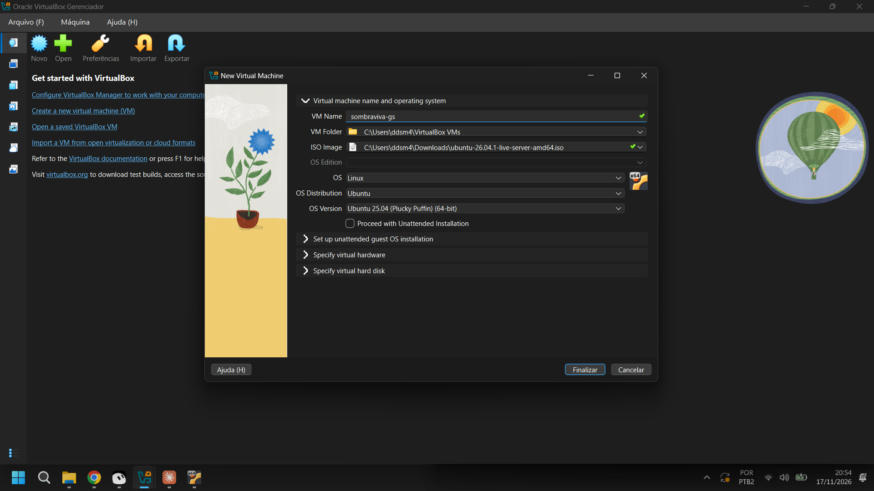 Oracle VirtualBox Gerenciador
Arquivo (F) Máquina Ajuda (H)
Novo Open Preferências Importar Exportar
Get started with VirtualBox
Configure VirtualBox Manager to work with your compute
Create a new virtual machine (VM)
Open a saved VirtualBox VM
Import a VM from open virtualization or cloud formats
Refer to the VirtualBox documentation or press F1 for help
Visit virtualbox.org to download test builds, access the so
New Virtual Machine
Virtual machine name and operating system
VM Name sombraviva-gs
VM Folder C:\Users\ddsm4\VirtualBox VMs
ISO Image C:\Users\ddsm4\Downloads\ubuntu-26.04.1-live-server-amd64.iso
OS Edition
OS Linux
OS Distribution Ubuntu
OS Version Ubuntu 25.04 (Plucky Puffin) (64-bit)
Proceed with Unattended Installation
Set up unattended guest OS installation
Specify virtual hardware
Specify virtual hard disk
Ajuda (H) Finalizar Cancelar
POR
PTB2
20:54
17/11/2026